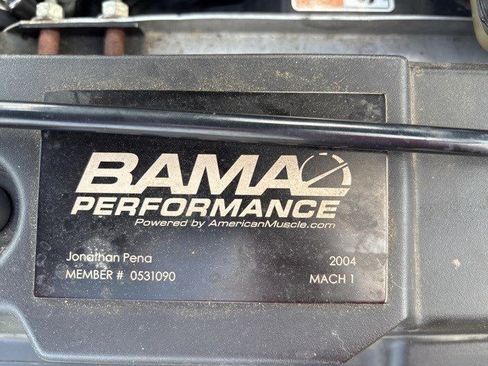 BAMA
PERFORMANCE
Powered by AmericanMuscle.com
Jonathan Pena 2004
MEMBER # 0531090 MACH 1